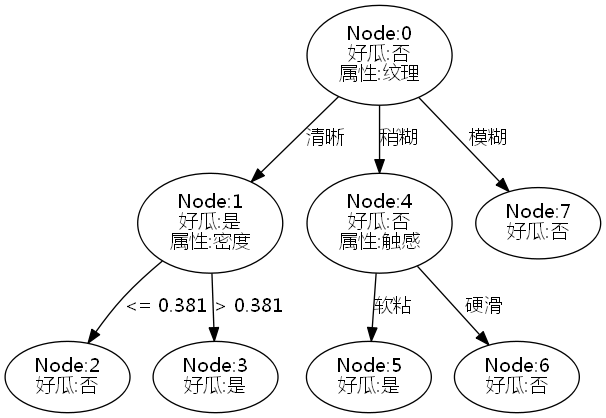 Node:0
好瓜:否
属性:纹理
清晰
稍糊
模糊
Node:1
好瓜:是
属性:密度
Node:4
好瓜:否
属性:触感
Node:7
好瓜:否
<= 0.381
> 0.381
软粘
硬滑
Node:2
好瓜:否
Node:3
好瓜:是
Node:5
好瓜:是
Node:6
好瓜:否